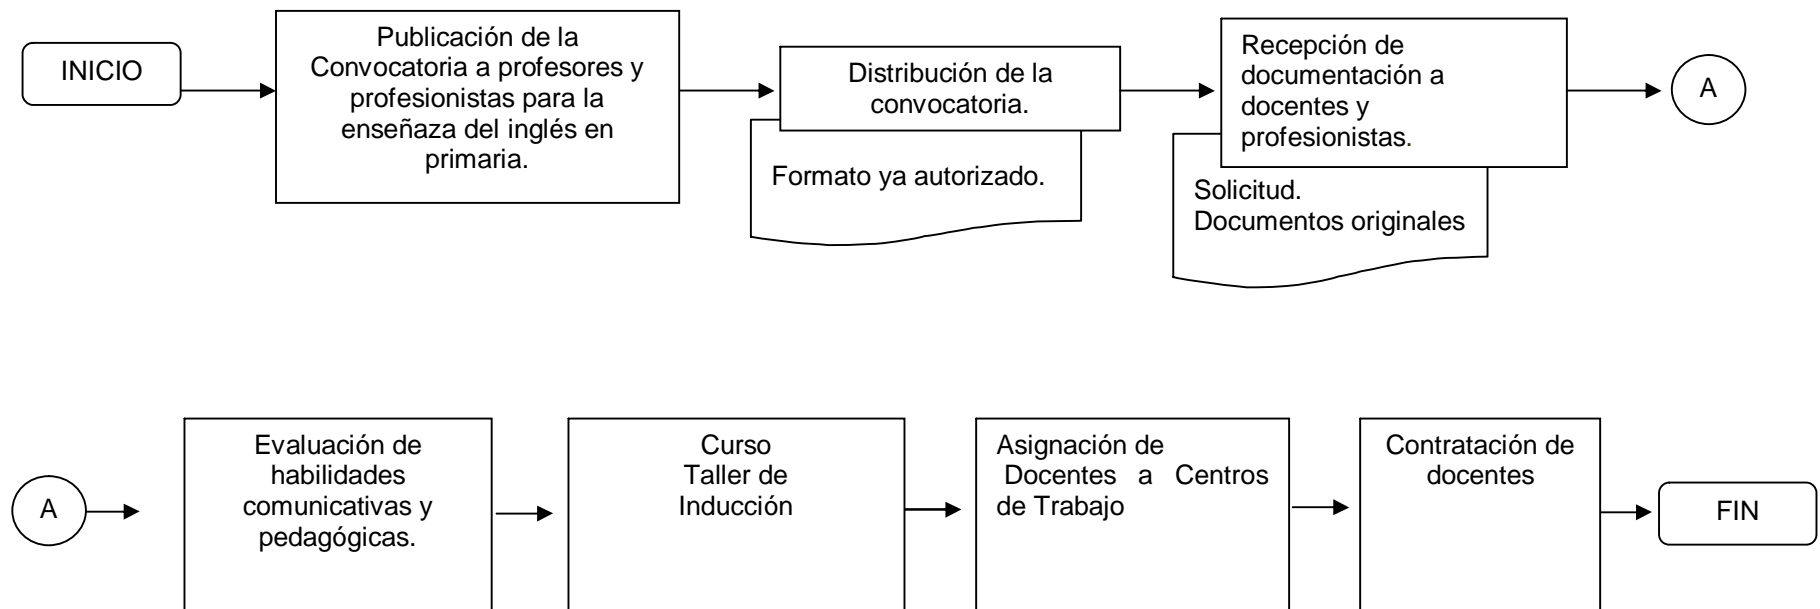 INICIO
Publicación de la
Convocatoria a profesores y
profesionistas para la
enseñaza del inglés en
primaria.
Distribución de la
convocatoria.
Formato ya autorizado.
Recepción de
documentación a
docentes y
profesionistas.
Solicitud.
Documentos originales
A
A
Evaluación de
habilidades
comunicativas y
pedagógicas.
Curso
Taller de
Inducción
Asignación de
Docentes a Centros
de Trabajo
Contratación de
docentes
FIN